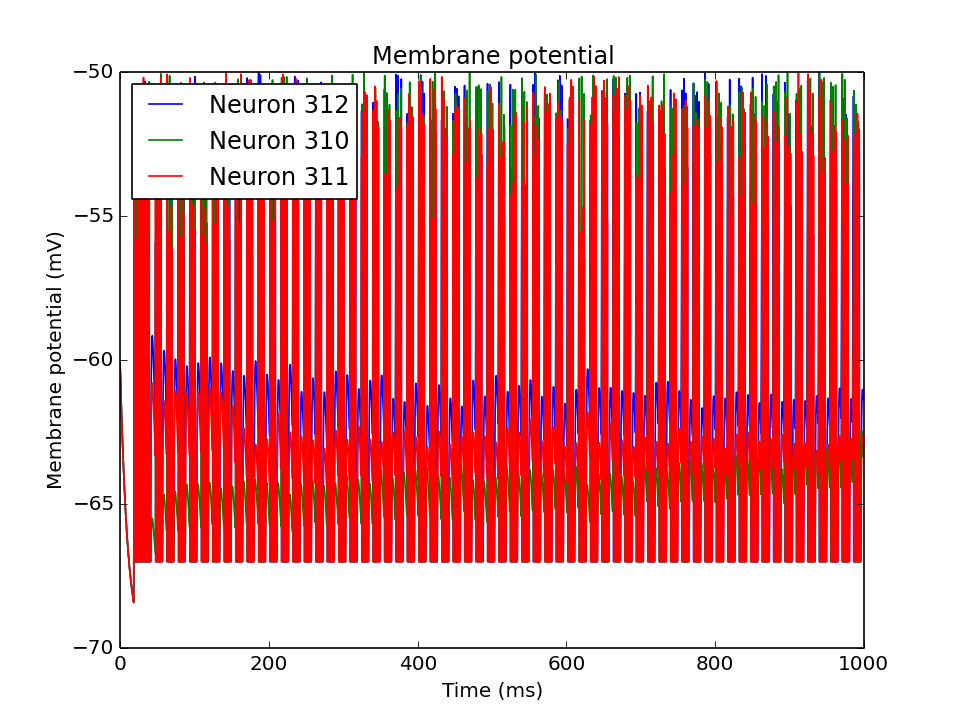 Membrane potential
−50
−55
−60
−65
−70
Membrane potential (mV)
Neuron 312
Neuron 310
Neuron 311
0 200 400 600 800 1000
Time (ms)